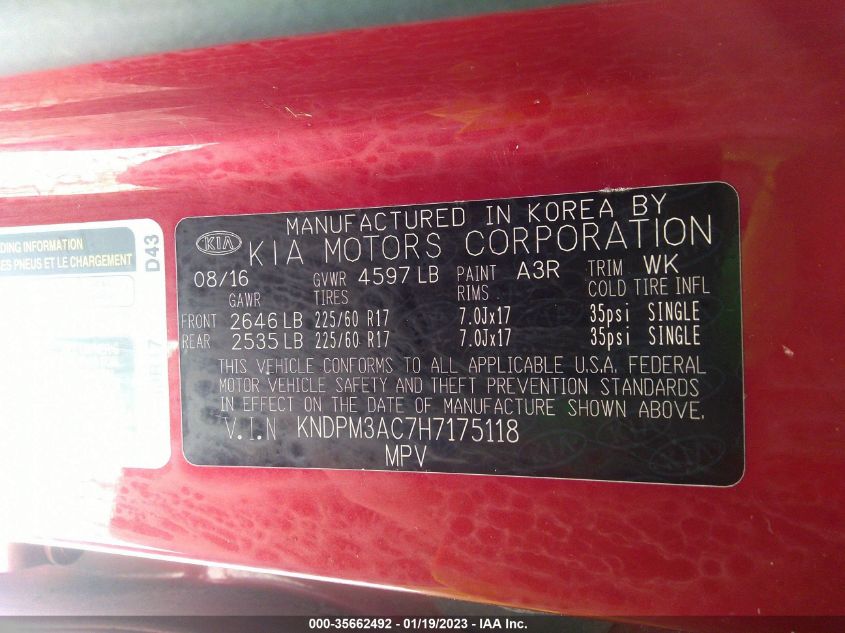 DING INFORMATION
ES PNEUS ET LE CHARGEMENT
D43
MANUFACTURED IN KOREA BY
KIA KIA MOTORS CORPORATION
08/16 GVWR 4597 LB PAINT A3R TRIM WK
GAWR TIRES RIMS COLD TIRE INFL
FRONT 2646 LB 225/60 R17 7.0Jx17 35psi SINGLE
REAR 2535 LB 225/60 R17 7.0Jx17 35psi SINGLE
THIS VEHICLE CONFORMS TO ALL APPLICABLE U.S.A. FEDERAL
MOTOR VEHICLE SAFETY AND THEFT PREVENTION STANDARDS
IN EFFECT ON THE DATE OF MANUFACTURE SHOWN ABOVE.
V.I.N KNDPM3AC7H7175118
MPV
000-35662492 - 01/19/2023 - IAA Inc.